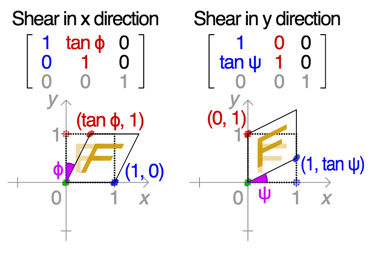 Shear in x direction
1 tan ϕ 0
0 1 0
0 0 1
y
(tan ϕ, 1)
1
ϕ
F
(1, 0)
0
1
x
Shear in y direction
1 0 0
tan ψ 1 0
0 0 1
y
(0, 1)
1
F
(1, tan ψ)
ψ
0
1
x